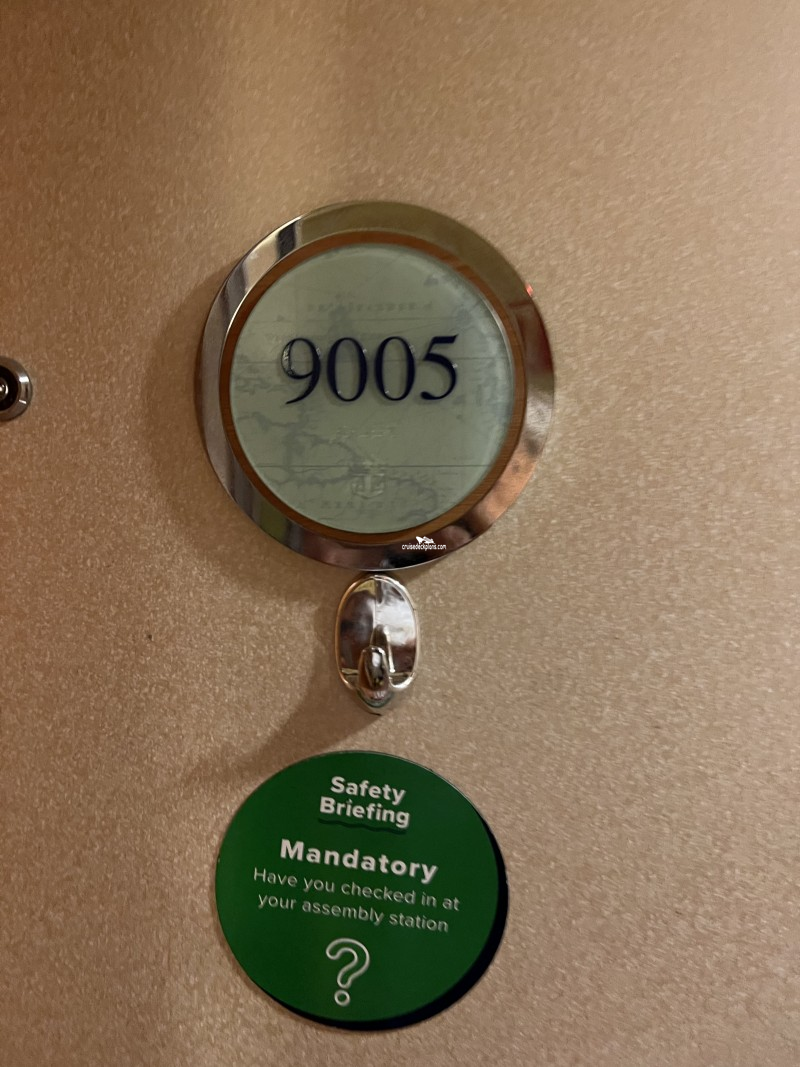 9005
cruisedeckplans.com
Safety
Briefing
Mandatory
Have you checked in at
your assembly station
?